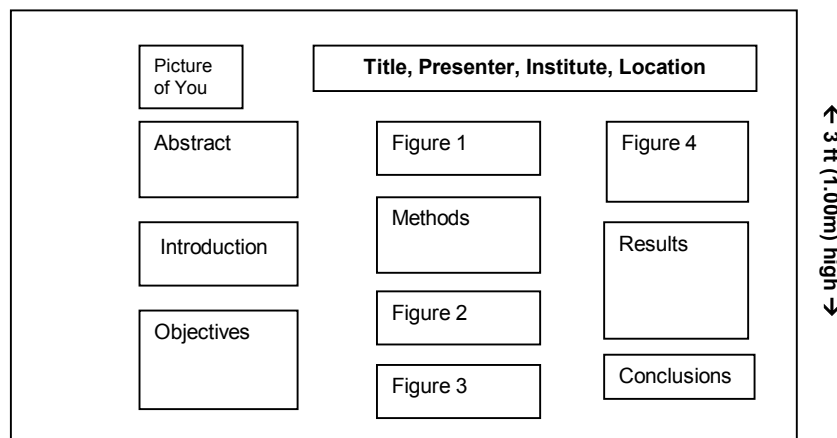 Picture
of You
Title, Presenter, Institute, Location
Abstract
Introduction
Objectives
Figure 1
Methods
Figure 2
Figure 3
Figure 4
Results
Conclusions
← 3 ft (1.00m) high →